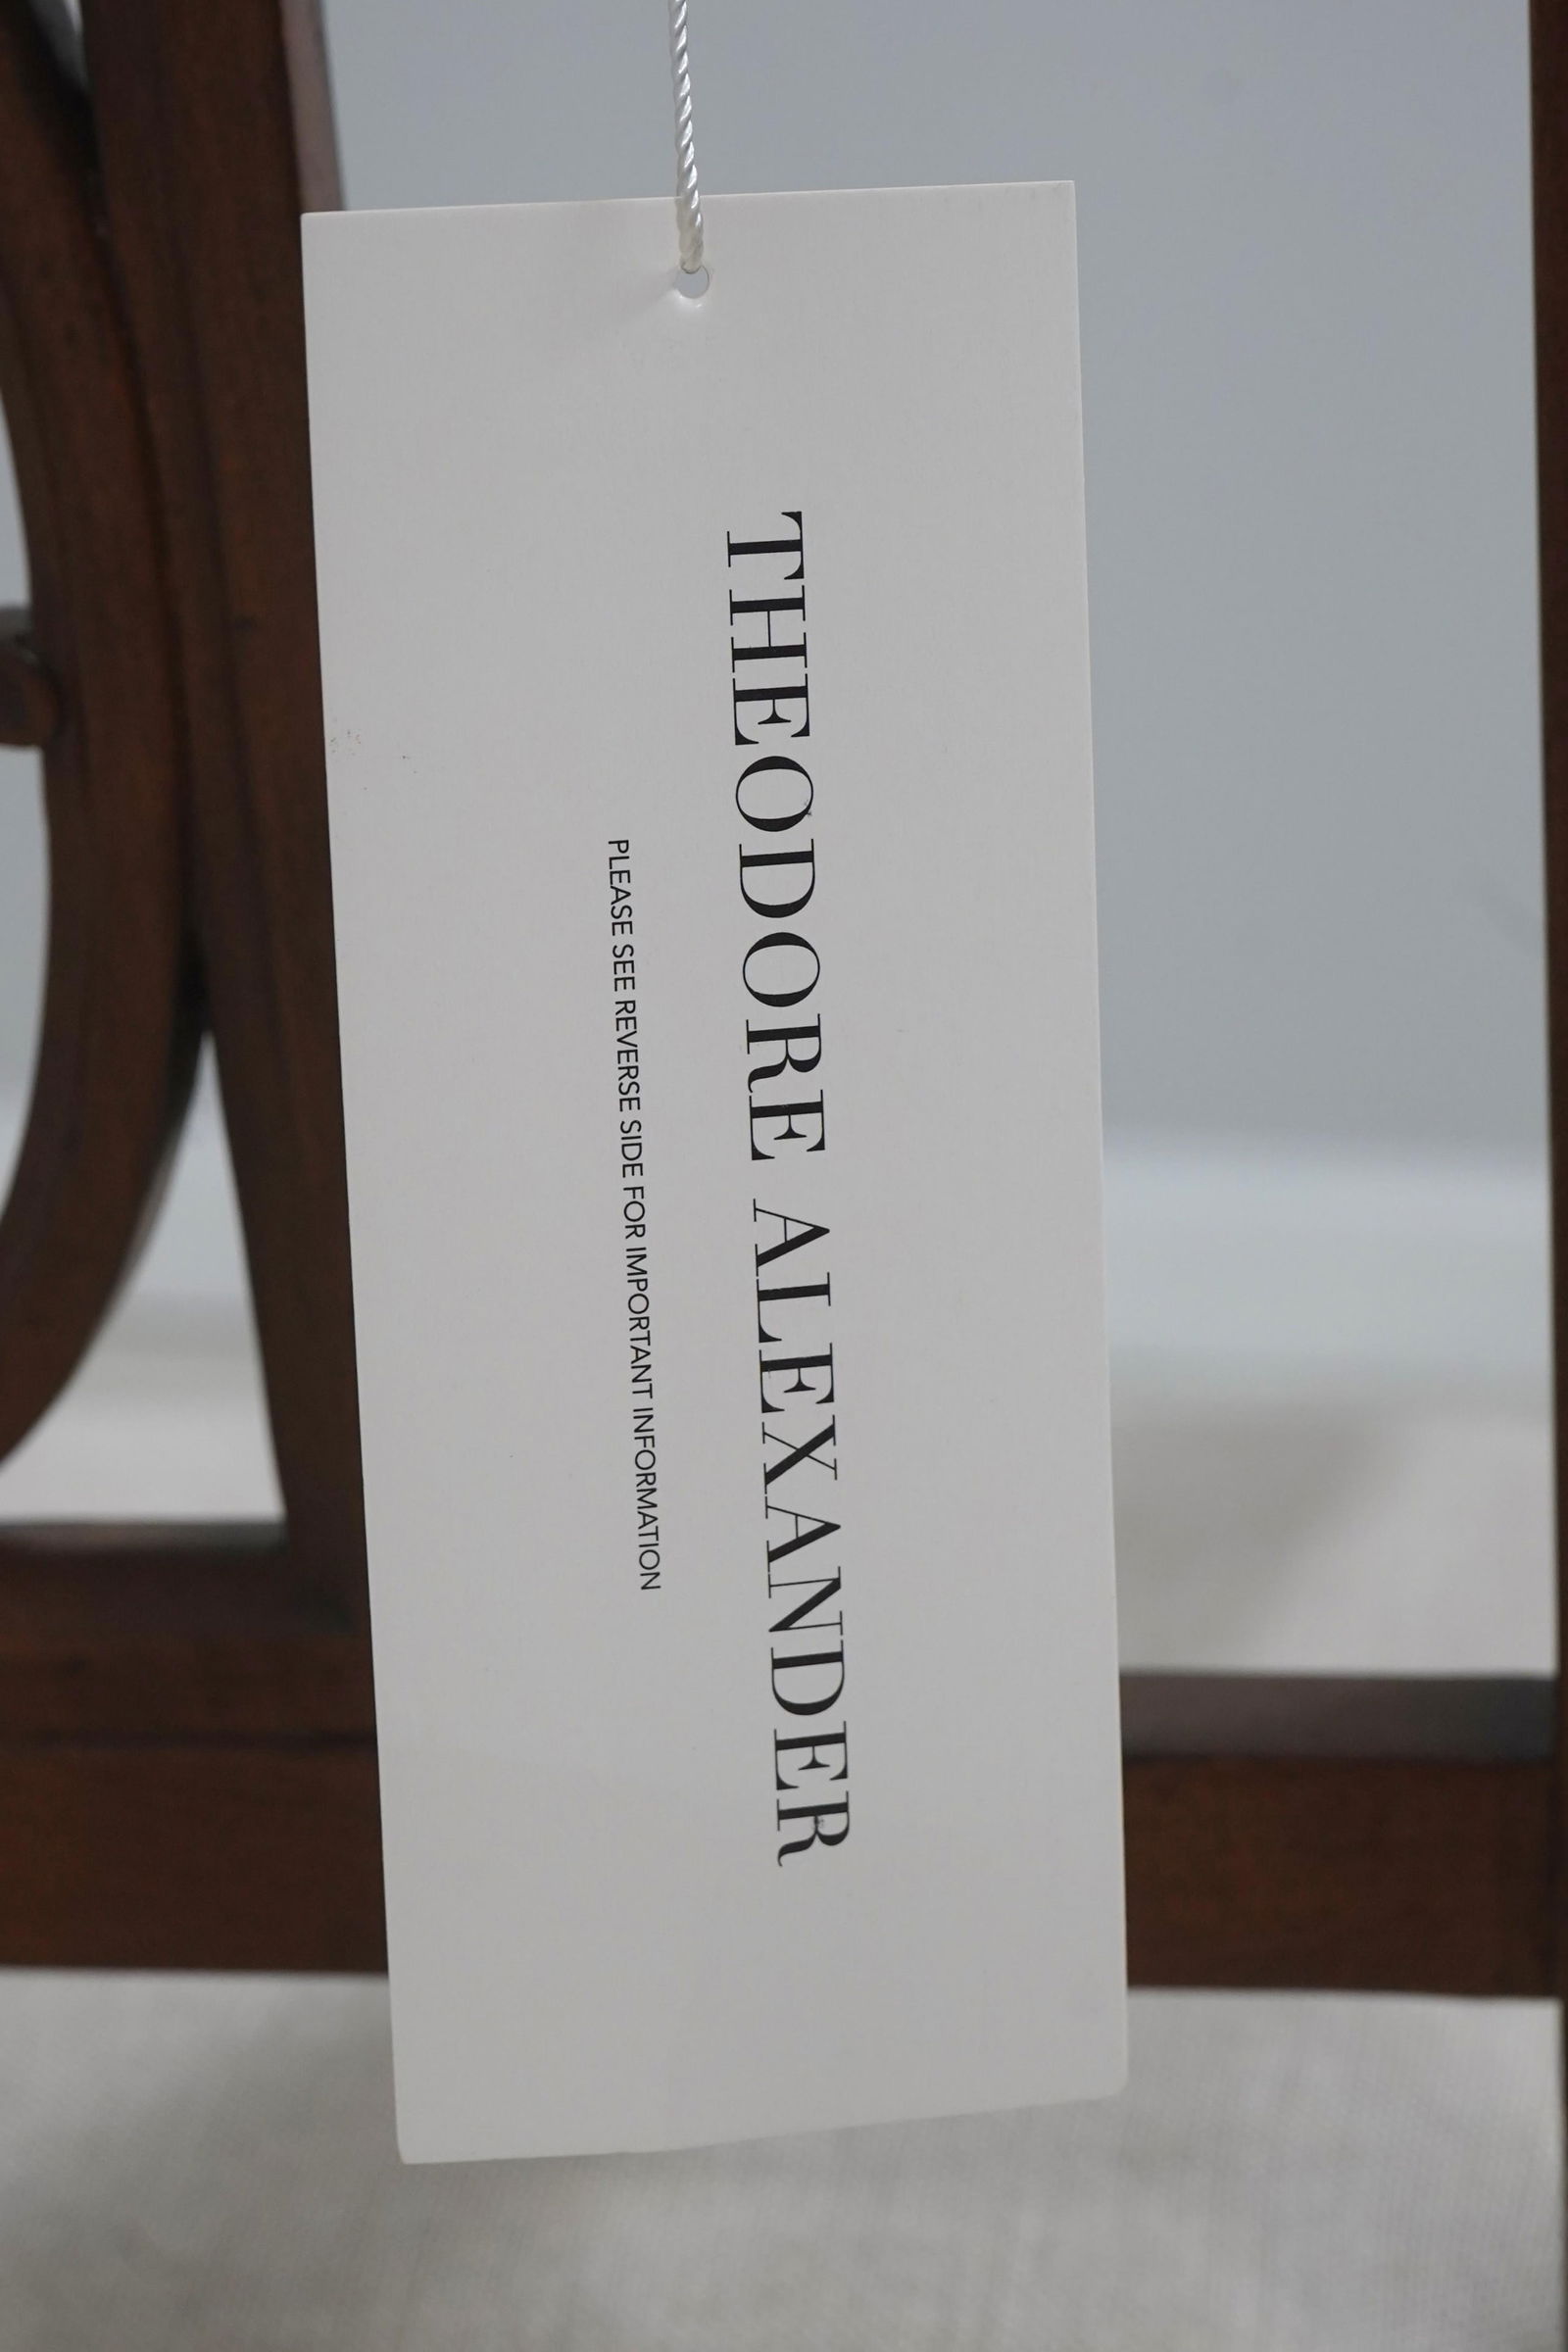 THEODORE ALEXANDER
PLEASE SEE REVERSE SIDE FOR IMPORTANT INFORMATION